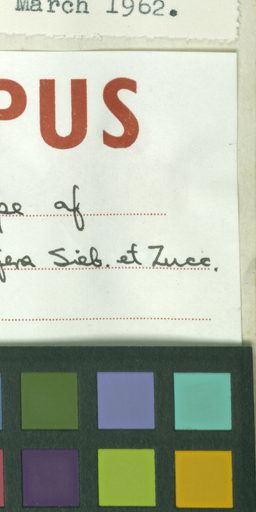 March 1962.
PUS
pe of
fera Sieb. et Zucc.